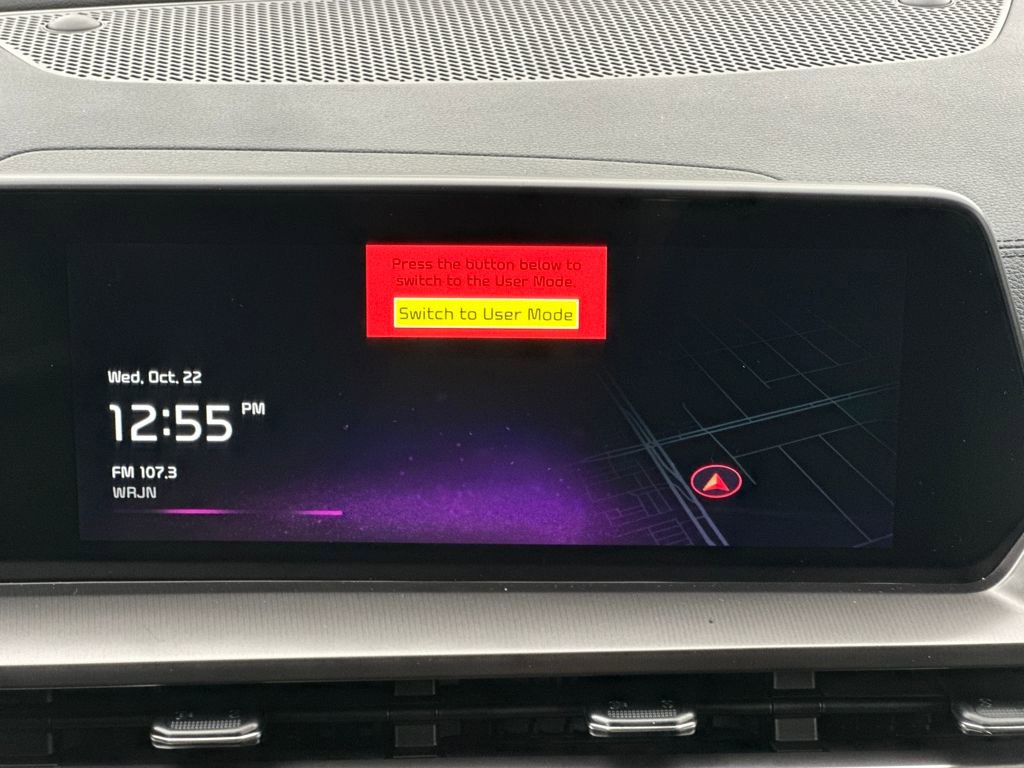 Press the button below to
switch to the User Mode.
Switch to User Mode
Wed, Oct. 22
12:55 PM
FM 107.3
WRJN